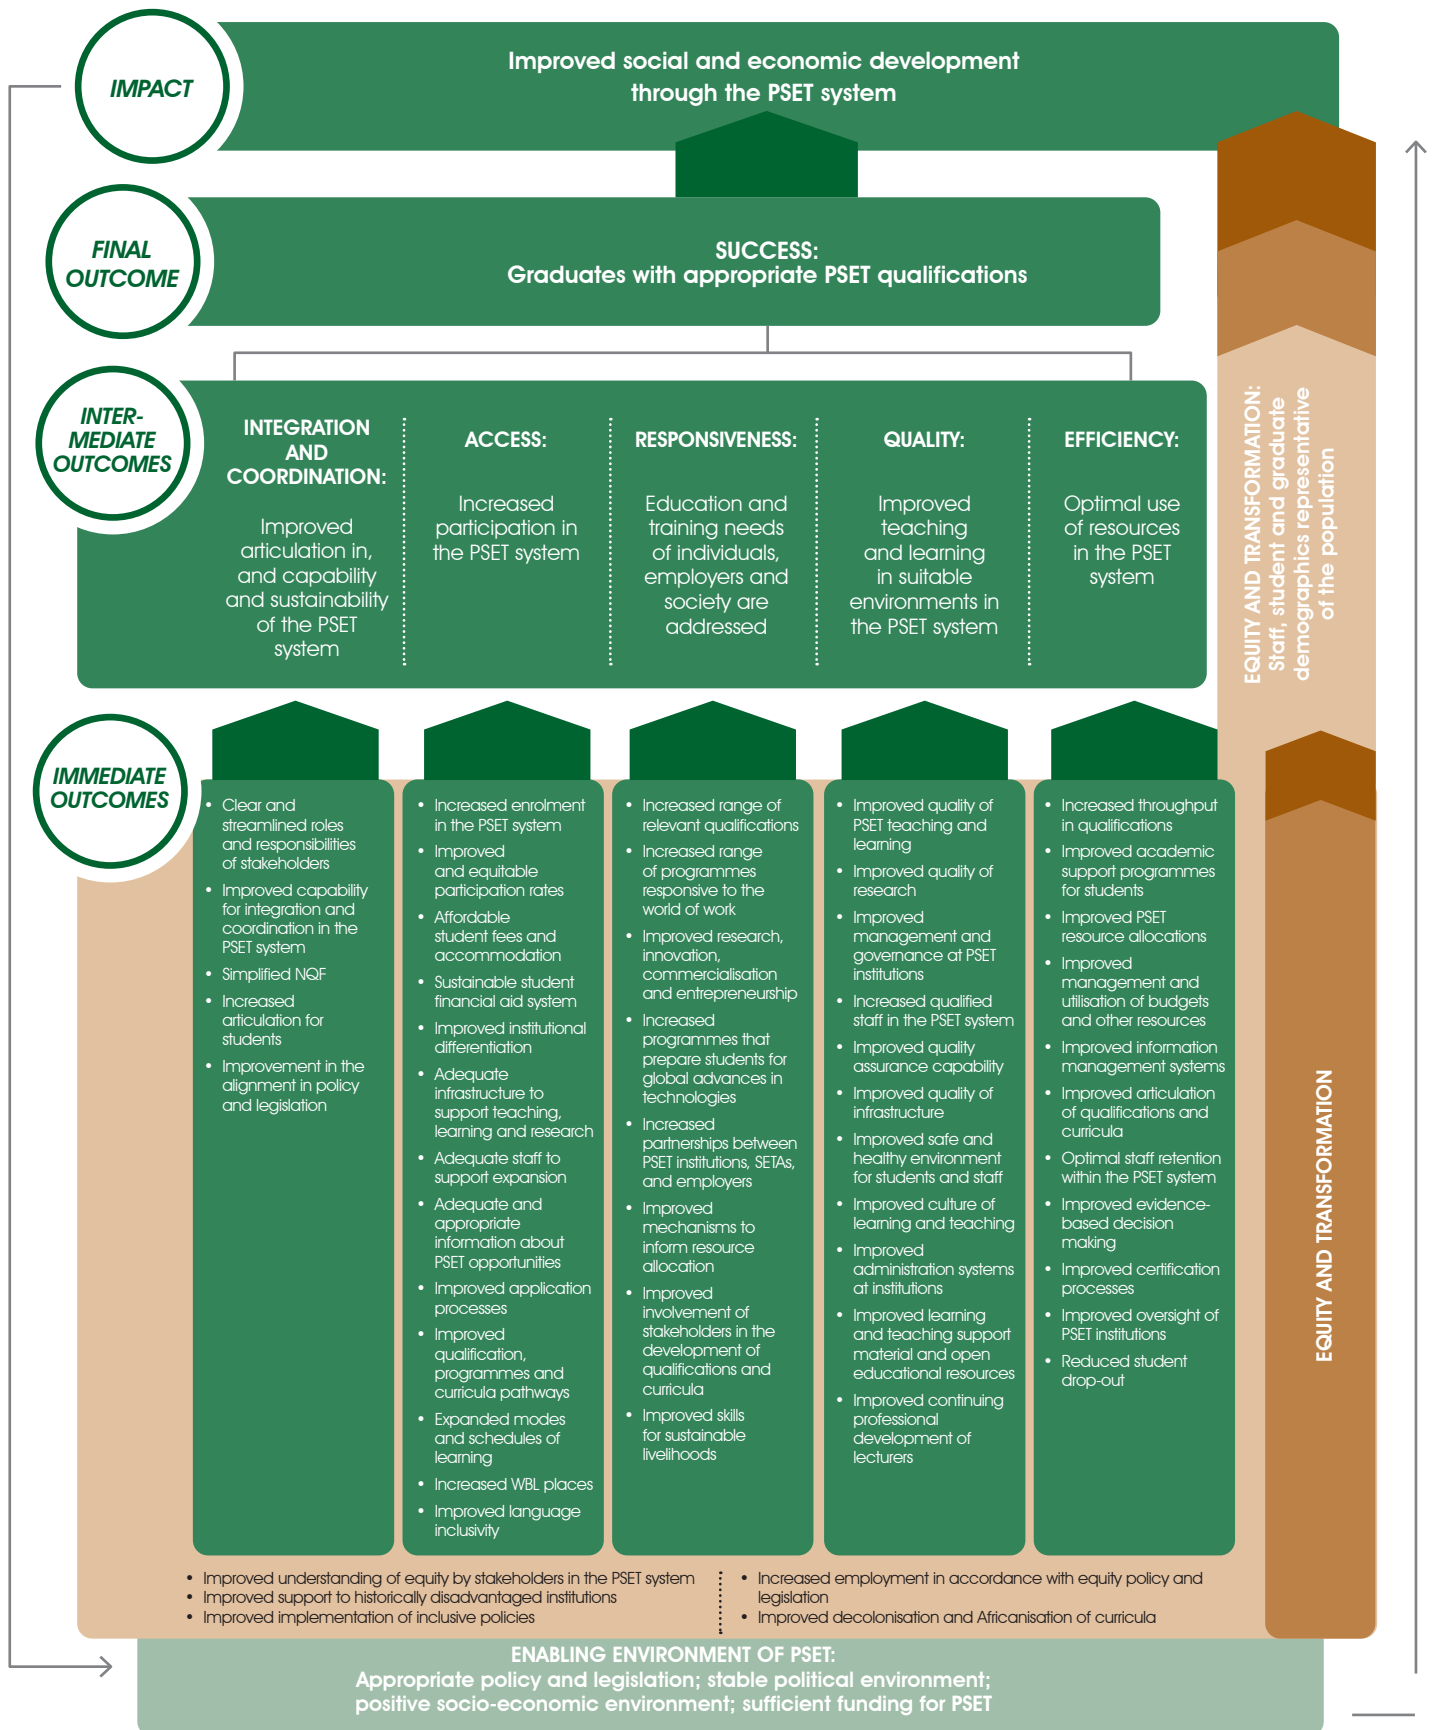 IMPACT
Improved social and economic development
through the PSET system
FINAL
OUTCOME
SUCCESS:
Graduates with appropriate PSET qualifications
INTER-
MEDIATE
OUTCOMES
INTEGRATION
AND
COORDINATION:
Improved
articulation in,
and capability
and sustainability
of the PSET
system
ACCESS:
Increased
participation in
the PSET system
RESPONSIVENESS:
Education and
training needs
of individuals,
employers and
society are
addressed
QUALITY:
Improved
teaching
and learning
in suitable
environments in
the PSET system
EFFICIENCY:
Optimal use
of resources
in the PSET
system
EQUITY AND TRANSFORMATION:
Staff, student and graduate
demographics representative
of the population
IMMEDIATE
OUTCOMES
• Clear and
streamlined roles
and responsibilities
of stakeholders
• Improved capability
for integration and
coordination in the
PSET system
• Simplified NQF
• Increased
articulation for
students
• Improvement in the
alignment in policy
and legislation
• Increased enrolment
in the PSET system
• Improved
and equitable
participation rates
• Affordable
student fees and
accommodation
• Sustainable student
financial aid system
• Improved institutional
differentiation
• Adequate
infrastructure to
support teaching,
learning and research
• Adequate staff to
support expansion
• Adequate and
appropriate
information about
PSET opportunities
• Improved application
processes
• Improved
qualification,
programmes and
curricula pathways
• Expanded modes
and schedules of
learning
• Increased WBL places
• Improved language
inclusivity
• Increased range of
relevant qualifications
• Increased range
of programmes
responsive to the
world of work
• Improved research,
innovation,
commercialisation
and entrepreneurship
• Increased
programmes that
prepare students for
global advances in
technologies
• Increased
partnerships between
PSET institutions, SETAs,
and employers
• Improved
mechanisms to
inform resource
allocation
• Improved
involvement of
stakeholders in the
development of
qualifications and
curricula
• Improved skills
for sustainable
livelihoods
• Improved quality of
PSET teaching and
learning
• Improved quality of
research
• Improved
management and
governance at PSET
institutions
• Increased qualified
staff in the PSET system
• Improved quality
assurance capability
• Improved quality of
infrastructure
• Improved safe and
healthy environment
for students and staff
• Improved culture of
learning and teaching
• Improved
administration systems
at institutions
• Improved learning
and teaching support
material and open
educational resources
• Improved continuing
professional
development of
lecturers
• Increased throughput
in qualifications
• Improved academic
support programmes
for students
• Improved PSET
resource allocations
• Improved
management and
utilisation of budgets
and other resources
• Improved information
management systems
• Improved articulation
of qualifications and
curricula
• Optimal staff retention
within the PSET system
• Improved evidence-
based decision
making
• Improved certification
processes
• Improved oversight of
PSET institutions
• Reduced student
drop-out
EQUITY AND TRANSFORMATION
• Improved understanding of equity by stakeholders in the PSET system
• Improved support to historically disadvantaged institutions
• Improved implementation of inclusive policies
• Increased employment in accordance with equity policy and
legislation
• Improved decolonisation and Africanisation of curricula
ENABLING ENVIRONMENT OF PSET:
Appropriate policy and legislation; stable political environment;
positive socio-economic environment; sufficient funding for PSET